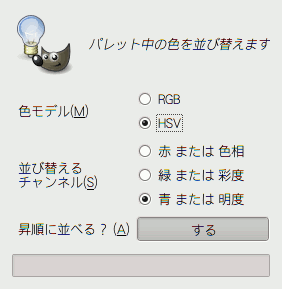 パレット中の色を並び替えます
色モデル(M)
RGB
HSV
並び替える
チャンネル(S)
赤 または 色相
緑 または 彩度
青 または 明度
昇順に並べる？(A)
する